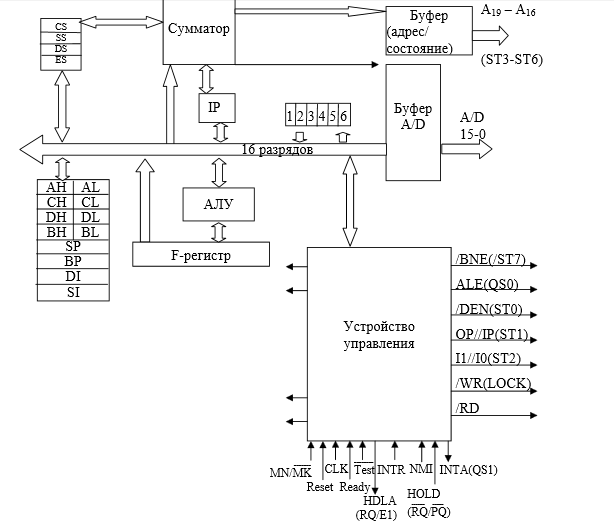 CS
SS
DS
ES
Сумматор
Буфер
(адрес/
состояние)
A19 – A16
(ST3-ST6)
IP
1 2 3 4 5 6
Буфер
A/D
A/D
15-0
16 разрядов
AH AL
CH CL
DH DL
BH BL
SP
BP
DI
SI
АЛУ
F-регистр
Устройство
управления
/BNE(/ST7)
ALE(QS0)
/DEN(ST0)
OP//IP(ST1)
I1//I0(ST2)
/WR(LOCK)
/RD
MN/MK
Reset
CLK
Ready
Test
HDLA
(RQ/E1)
INTR
NMI
HOLD
(RQ/PQ)
INTA(QS1)